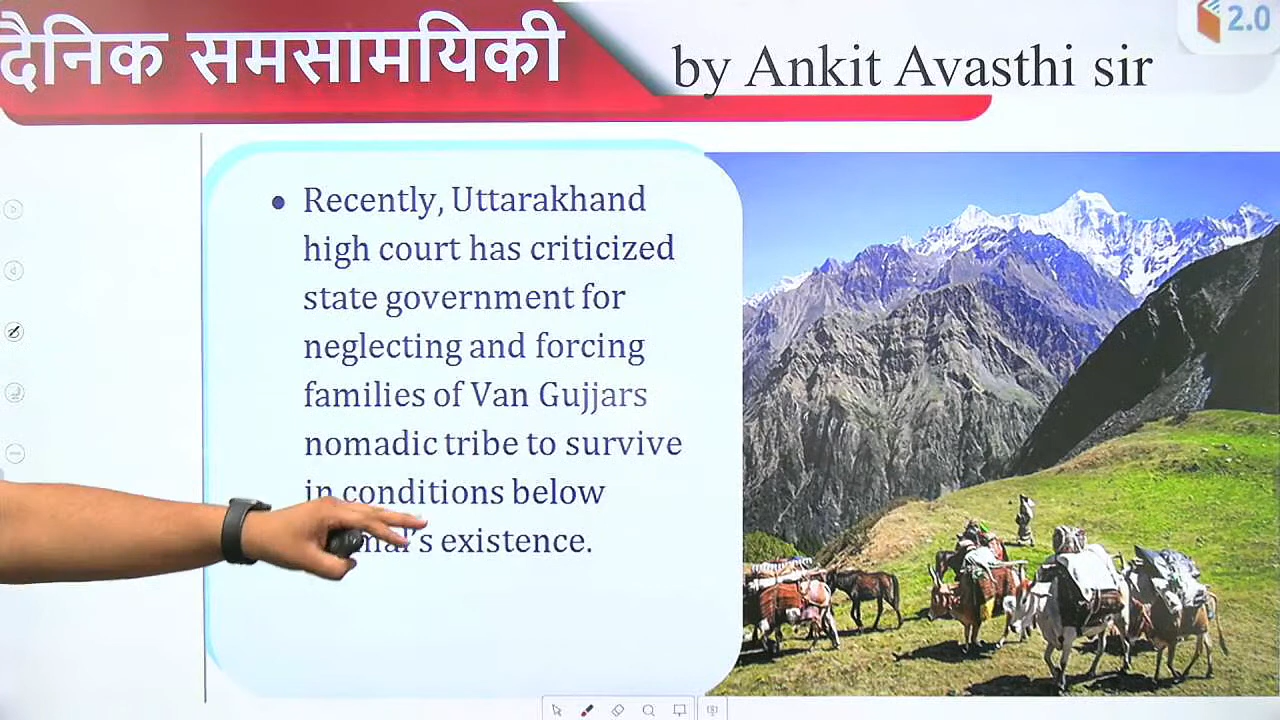 दैनिक समसामयिकी
by Ankit Avasthi sir
2.0
• Recently, Uttarakhand
high court has criticized
state government for
neglecting and forcing
families of Van Gujjars
nomadic tribe to survive
in conditions below
existence.